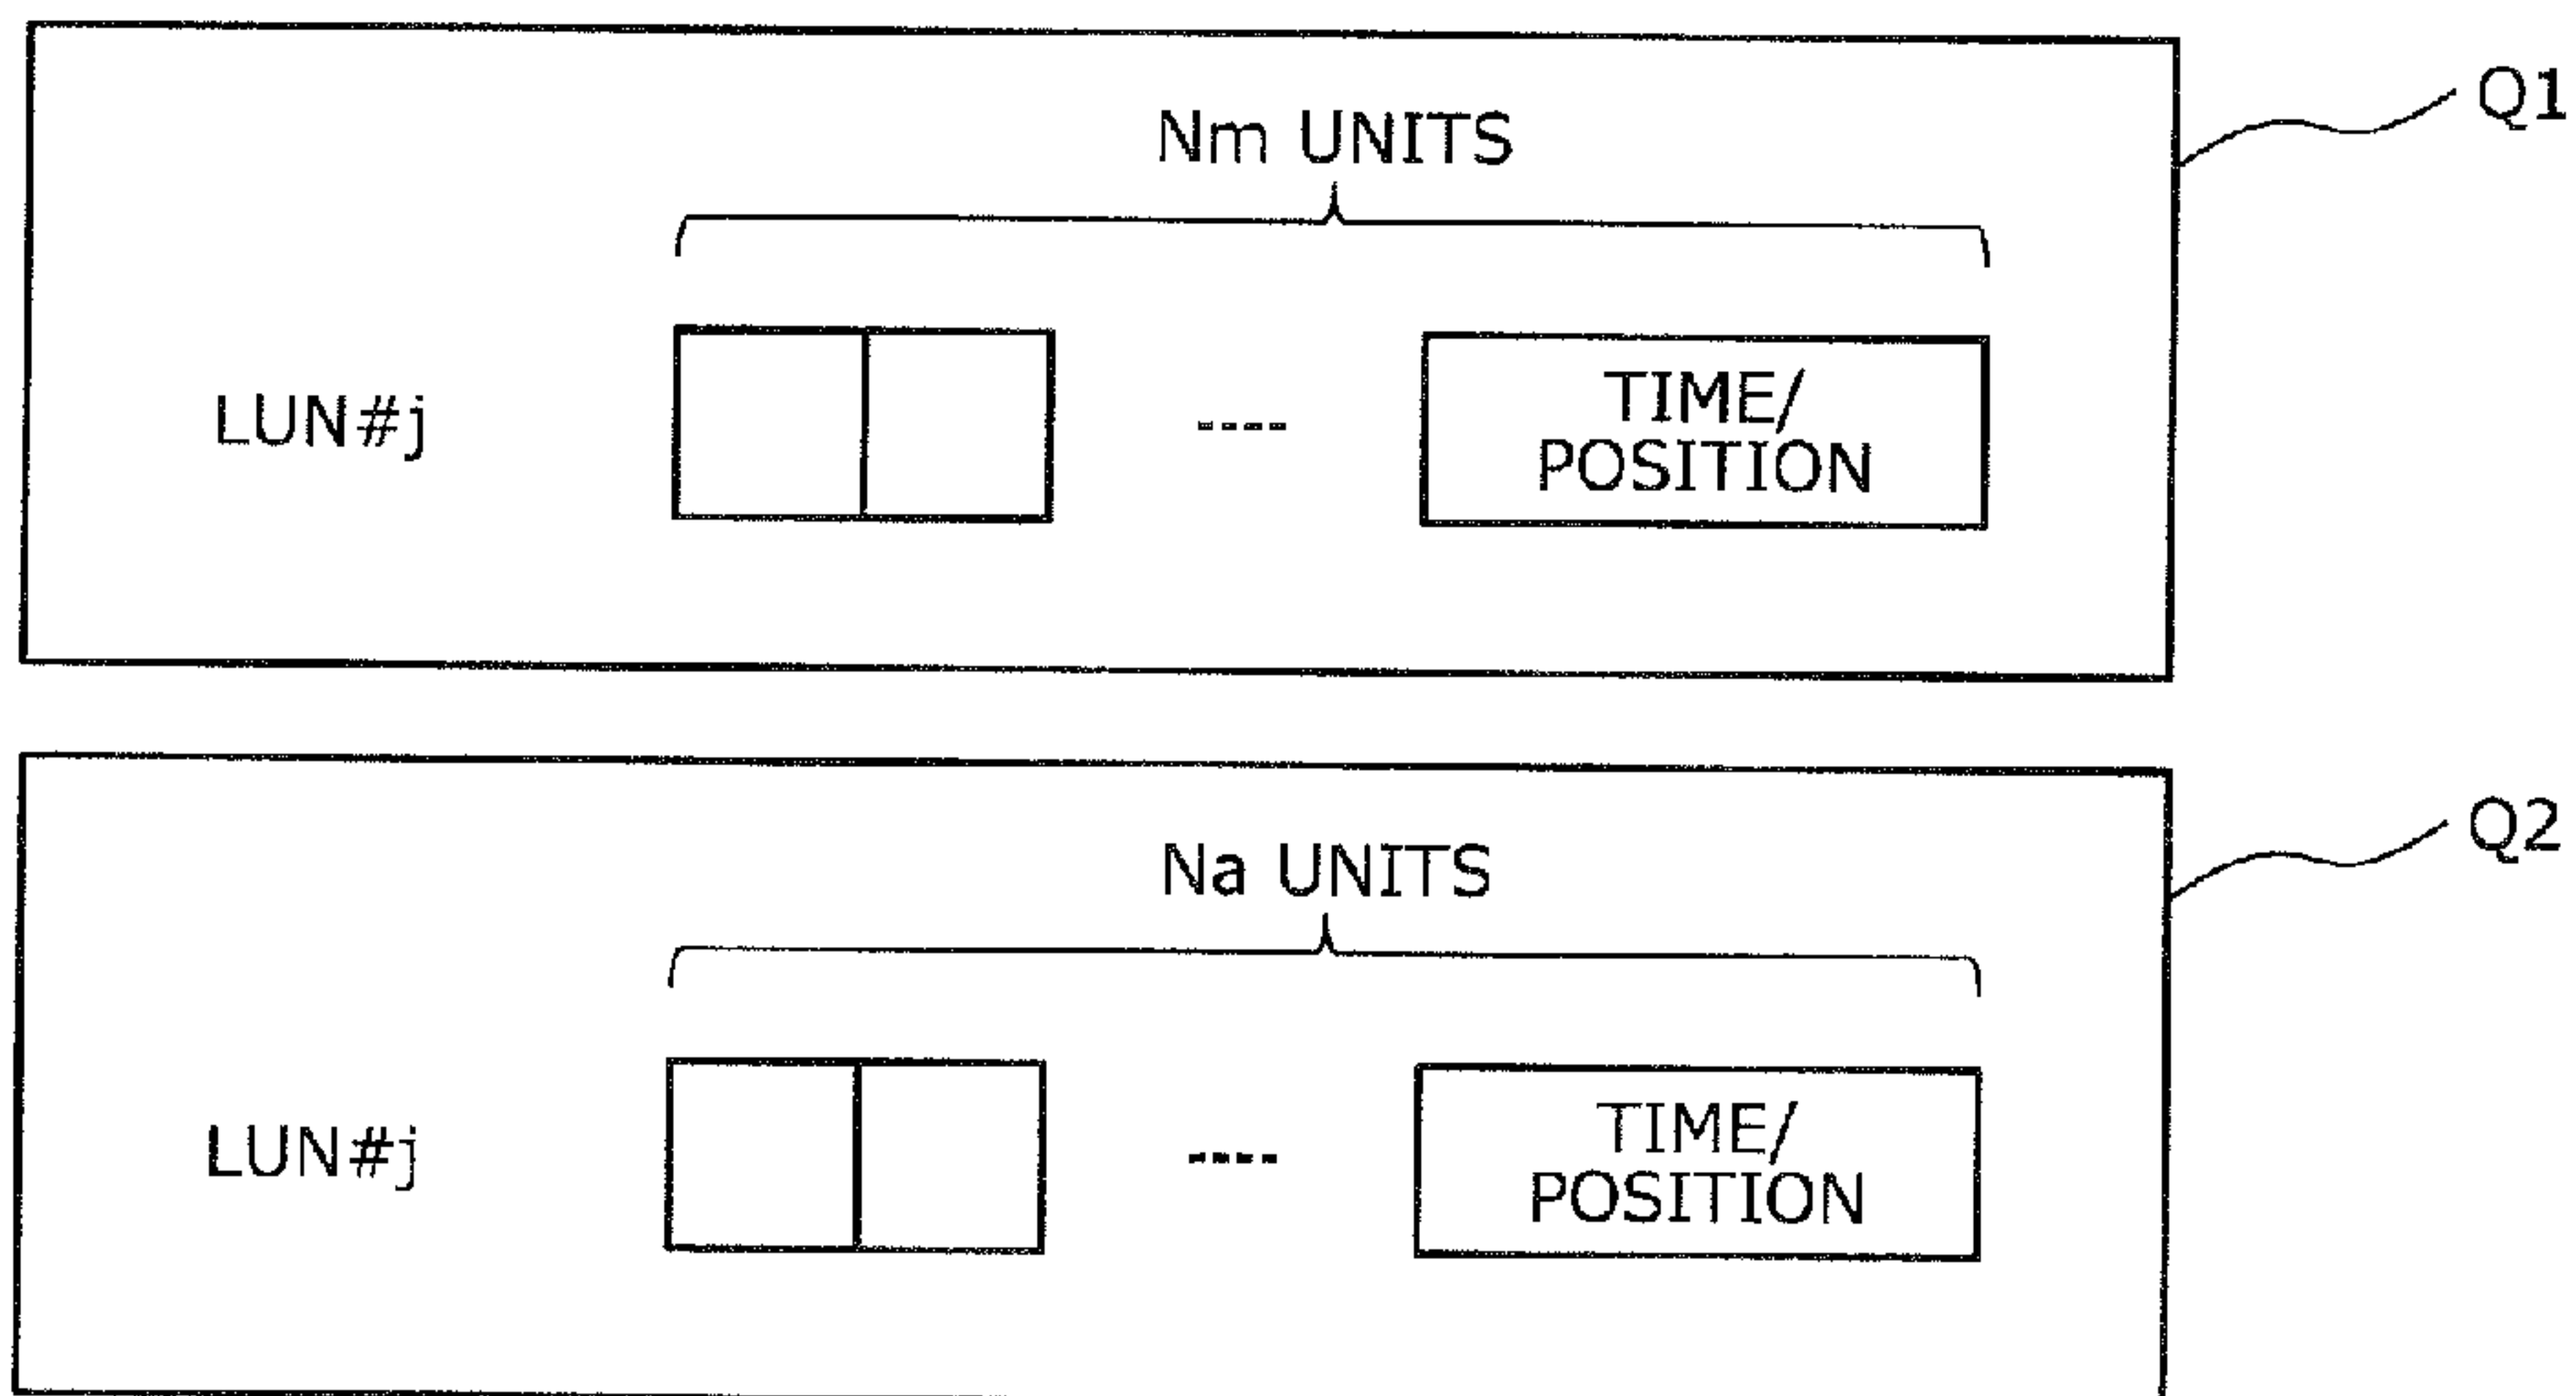 Q1
Nm UNITS
LUN#j
----
TIME/
POSITION
Q2
Na UNITS
LUN#j
----
TIME/
POSITION